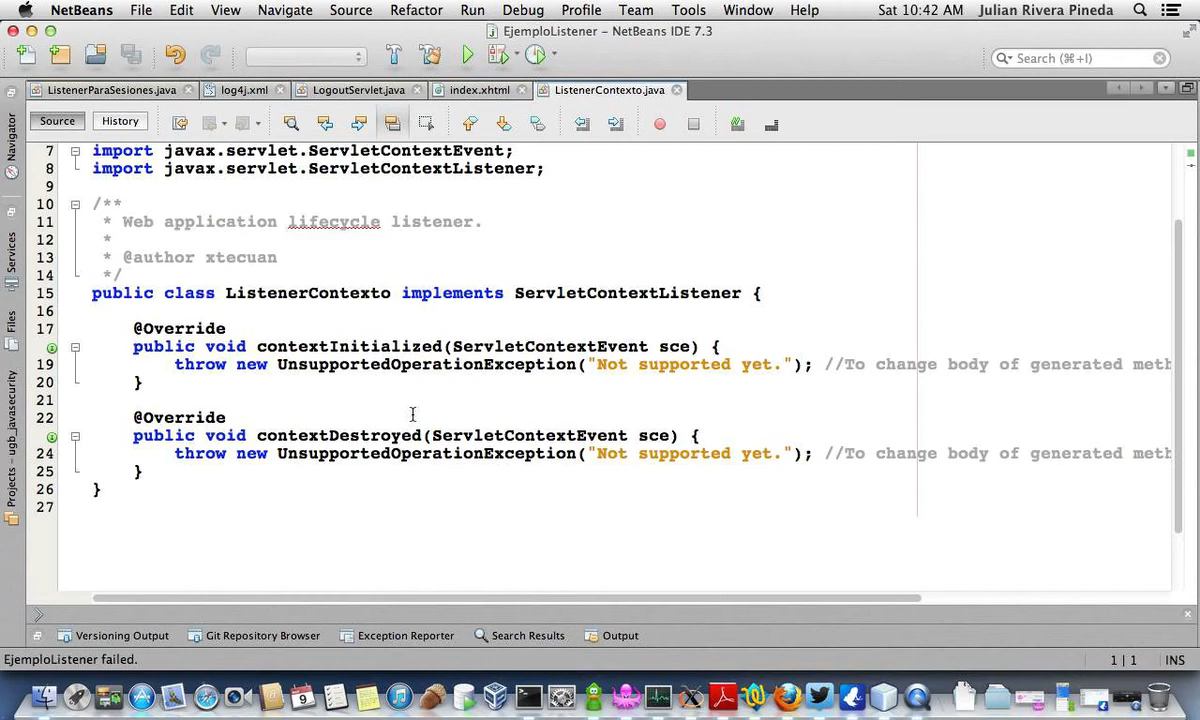 NetBeans File Edit View Navigate Source Refactor Run Debug Profile Team Tools Window Help Sat 10:42 AM Julian Rivera Pineda
EjemploListener – NetBeans IDE 7.3
Search (⌘+I)
ListenerParaSesiones.java log4j.xml LogoutServlet.java index.xhtml ListenerContexto.java
Source History
Navigator
Services
Files
Projects – ugb_javasecurity
7 import javax.servlet.ServletContextEvent;
8 import javax.servlet.ServletContextListener;
9
10 /**
11 * Web application lifecycle listener.
12 *
13 * @author xtecuan
14 */
15 public class ListenerContexto implements ServletContextListener {
16
17 @Override
public void contextInitialized(ServletContextEvent sce) {
19 throw new UnsupportedOperationException("Not supported yet."); //To change body of generated meth
20 }
21
22 @Override
public void contextDestroyed(ServletContextEvent sce) {
24 throw new UnsupportedOperationException("Not supported yet."); //To change body of generated meth
25 }
26 }
27
Versioning Output Git Repository Browser Exception Reporter Search Results Output
EjemploListener failed. 1 | 1 INS
9